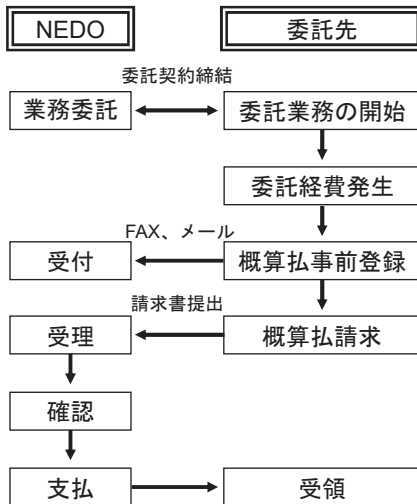 NEDO
委託先
委託契約締結
業務委託
委託業務の開始
委託経費発生
FAX、メール
受付
概算払事前登録
請求書提出
受理
概算払請求
確認
支払
受領